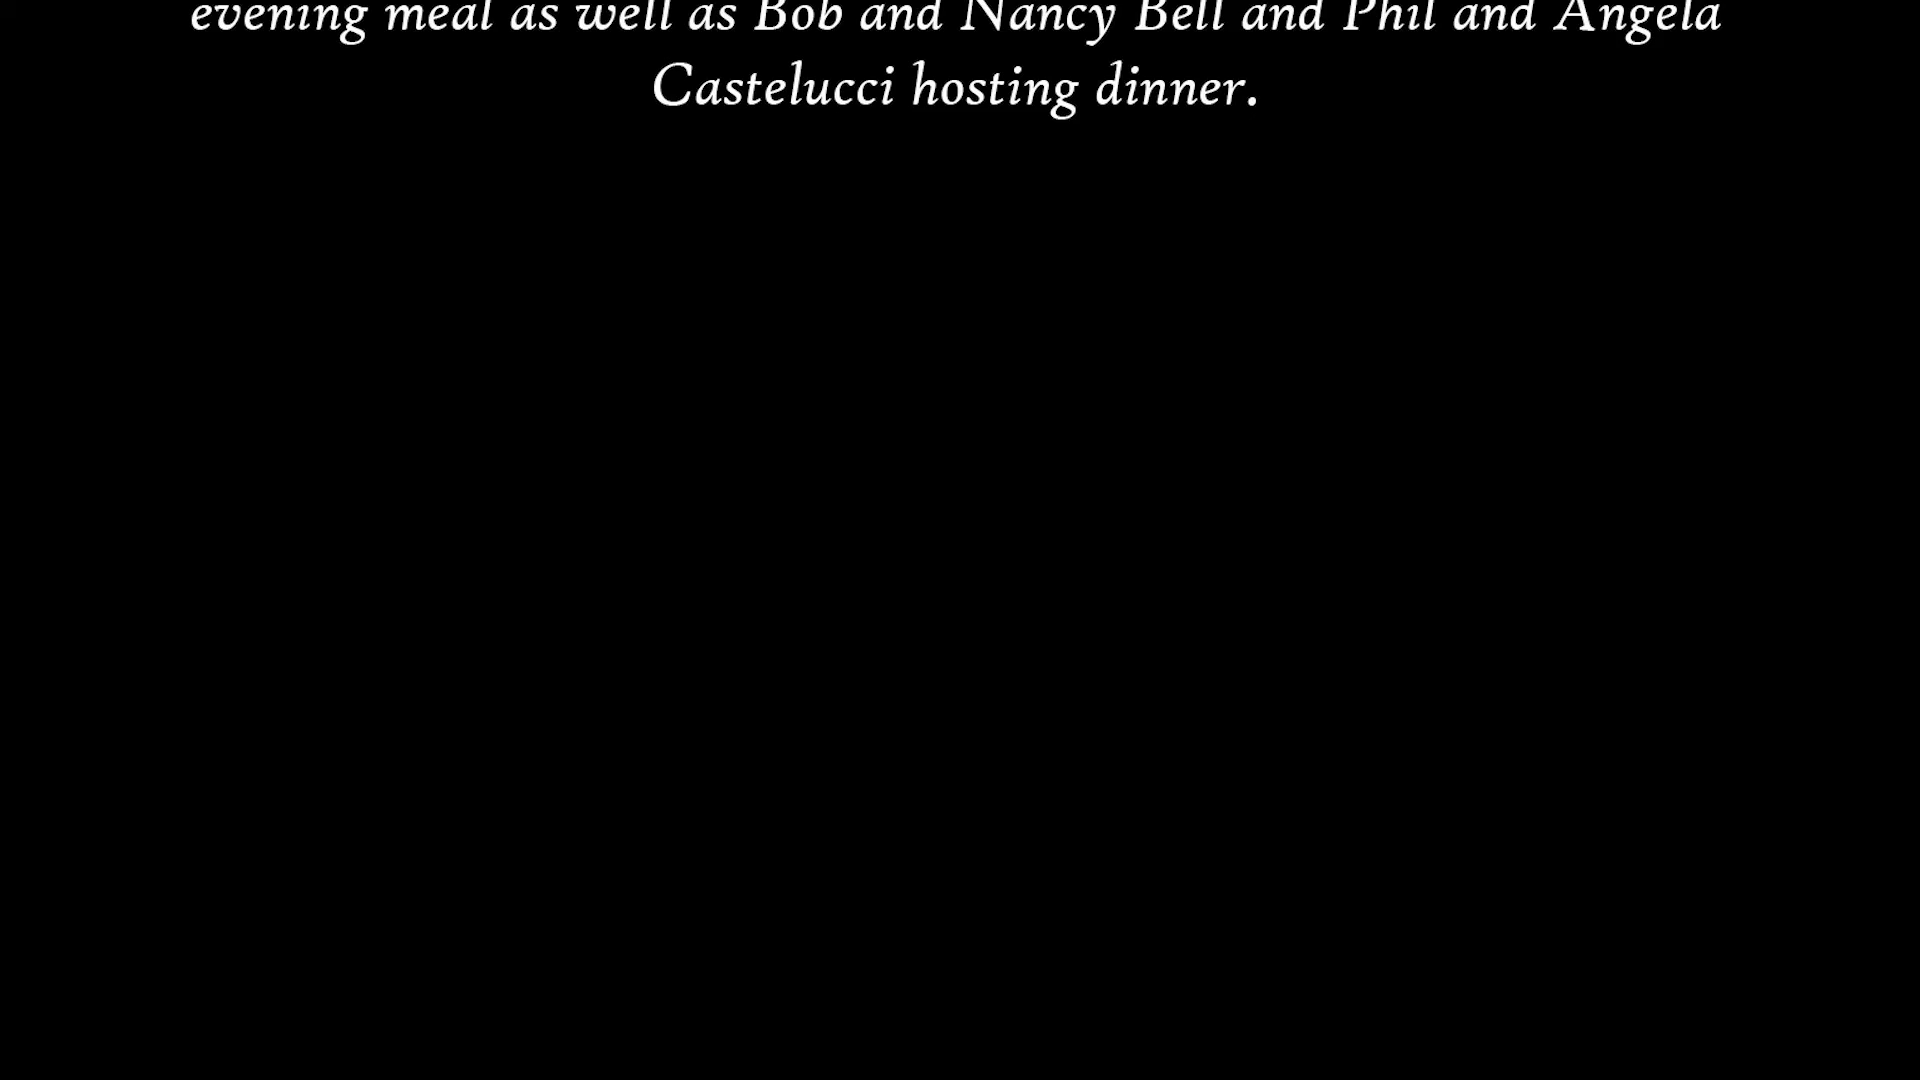 evening meal as well as Bob and Nancy Bell and Phil and Angela
Castelucci hosting dinner.